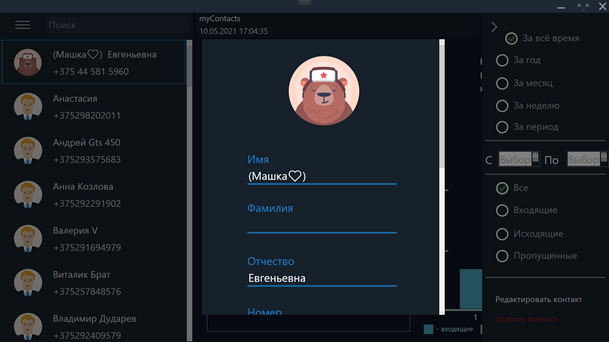 Поиск
myContacts
10.05.2021 17:04:35
(Машка♡) Евгеньевна
+375 44 581 5960
Анастасия
+375298202011
Андрей Gts 450
+375293575683
Анна Козлова
+375292291902
Валерия V
+375291694979
Виталик Брат
+375257848576
Владимир Дударев
+375292409579
Имя
(Машка♡)
Фамилия
Отчество
Евгеньевна
Номер
1
- входящие
За всё время
За год
За месяц
За неделю
За период
С Выбор По Выбор
Все
Входящие
Исходящие
Пропущенные
Редактировать контакт
Удалить контакт